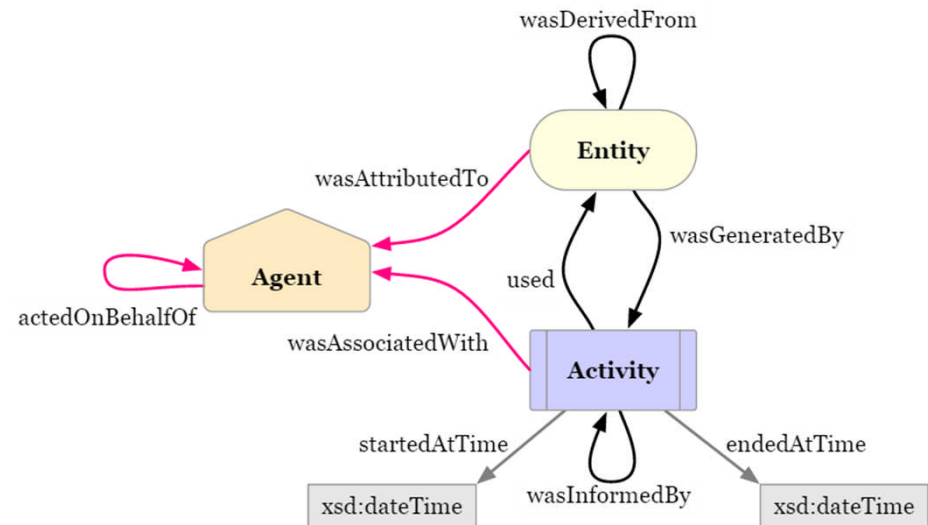 wasDerivedFrom
Entity
wasAttributedTo
wasGeneratedBy
Agent
used
actedOnBehalfOf
wasAssociatedWith
Activity
startedAtTime
endedAtTime
wasInformedBy
xsd:dateTime
xsd:dateTime